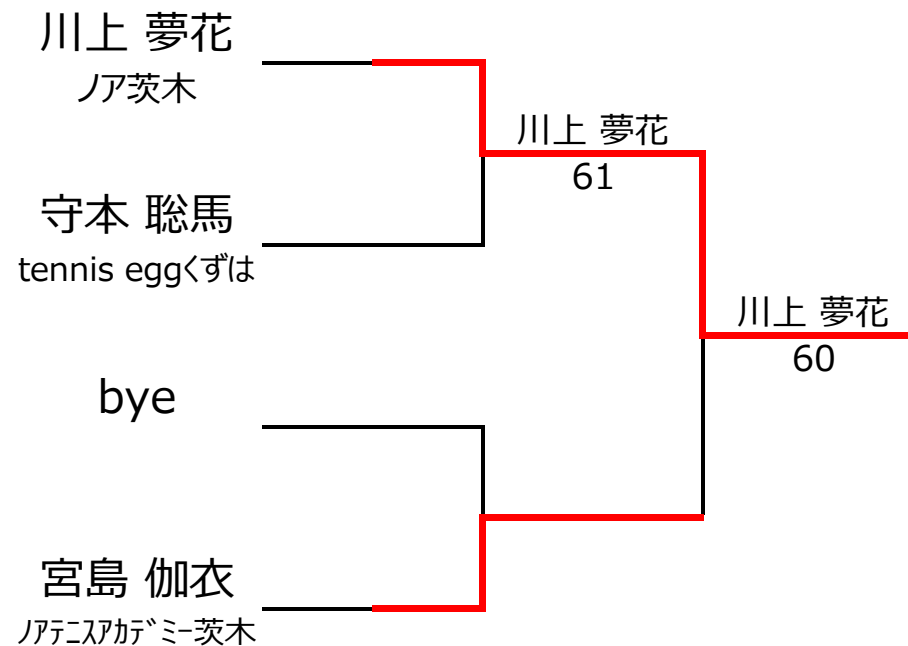 川上 夢花
ノア茨木
川上 夢花
61
守本 聡馬
tennis eggくずは
川上 夢花
60
bye
宮島 伽衣
ﾉｱﾃﾆｽｱｶﾃﾞﾐｰ茨木